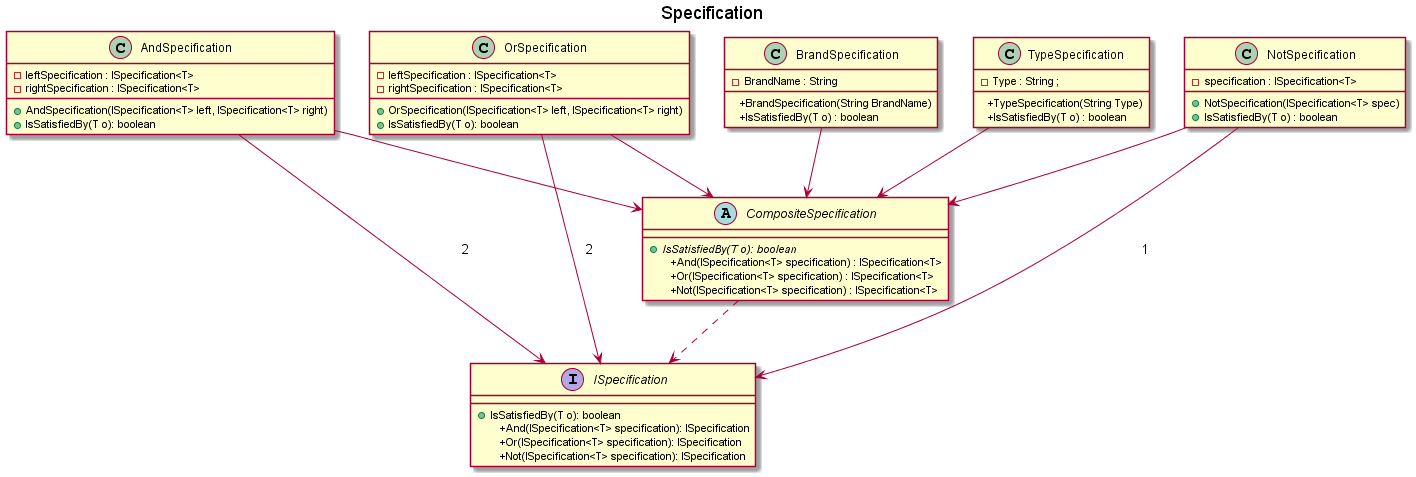 Specification
C AndSpecification
leftSpecification : ISpecification<T>
rightSpecification : ISpecification<T>
AndSpecification(ISpecification<T> left, ISpecification<T> right)
IsSatisfiedBy(T o): boolean
C OrSpecification
leftSpecification : ISpecification<T>
rightSpecification : ISpecification<T>
OrSpecification(ISpecification<T> left, ISpecification<T> right)
IsSatisfiedBy(T o): boolean
C BrandSpecification
BrandName : String
+BrandSpecification(String BrandName)
+IsSatisfiedBy(T o) : boolean
C TypeSpecification
Type : String ;
+TypeSpecification(String Type)
+IsSatisfiedBy(T o) : boolean
C NotSpecification
specification : ISpecification<T>
NotSpecification(ISpecification<T> spec)
IsSatisfiedBy(T o) : boolean
A CompositeSpecification
IsSatisfiedBy(T o): boolean
+And(ISpecification<T> specification) : ISpecification<T>
+Or(ISpecification<T> specification) : ISpecification<T>
+Not(ISpecification<T> specification) : ISpecification<T>
2
2
1
I ISpecification
IsSatisfiedBy(T o): boolean
+And(ISpecification<T> specification): ISpecification
+Or(ISpecification<T> specification): ISpecification
+Not(ISpecification<T> specification): ISpecification